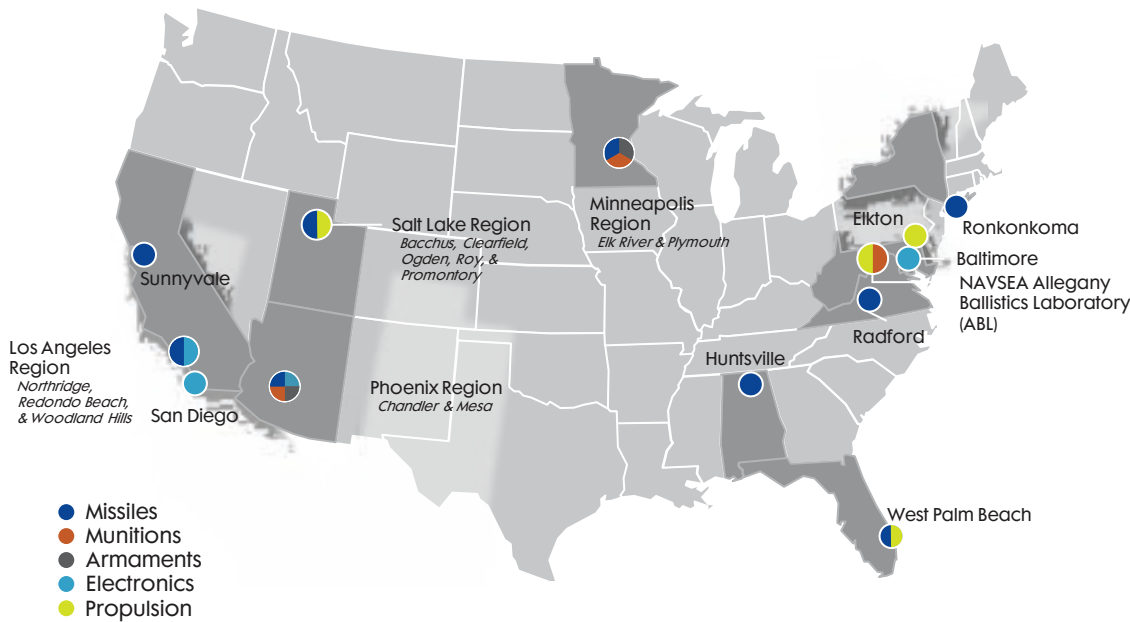 Salt Lake Region
Bacchus, Clearfield,
Ogden, Roy, &
Promontory
Minneapolis
Region
Elk River & Plymouth
Elkton
Ronkonkoma
Baltimore
NAVSEA Allegany
Ballistics Laboratory
(ABL)
Radford
Sunnyvale
Los Angeles
Region
Northridge,
Redondo Beach,
& Woodland Hills
San Diego
Phoenix Region
Chandler & Mesa
Huntsville
West Palm Beach
Missiles
Munitions
Armaments
Electronics
Propulsion